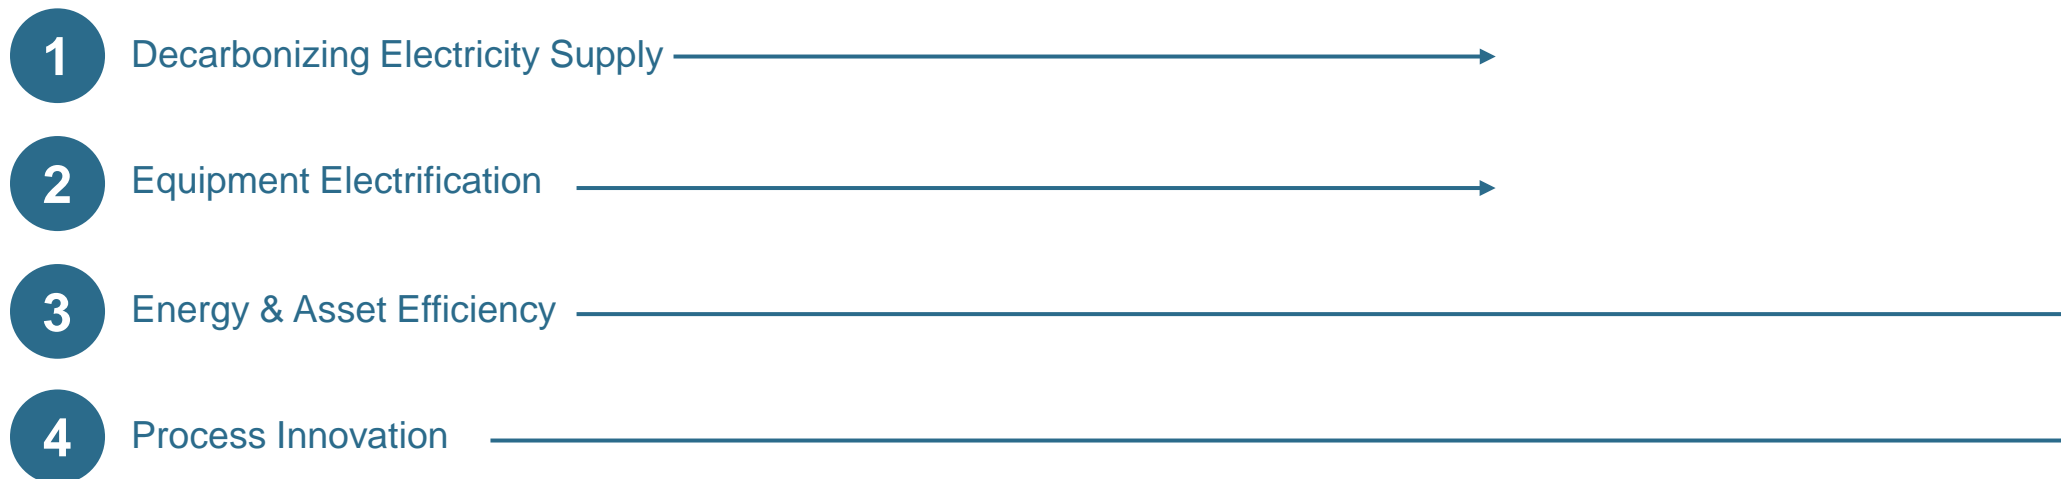 1 Decarbonizing Electricity Supply
2 Equipment Electrification
3 Energy & Asset Efficiency
4 Process Innovation